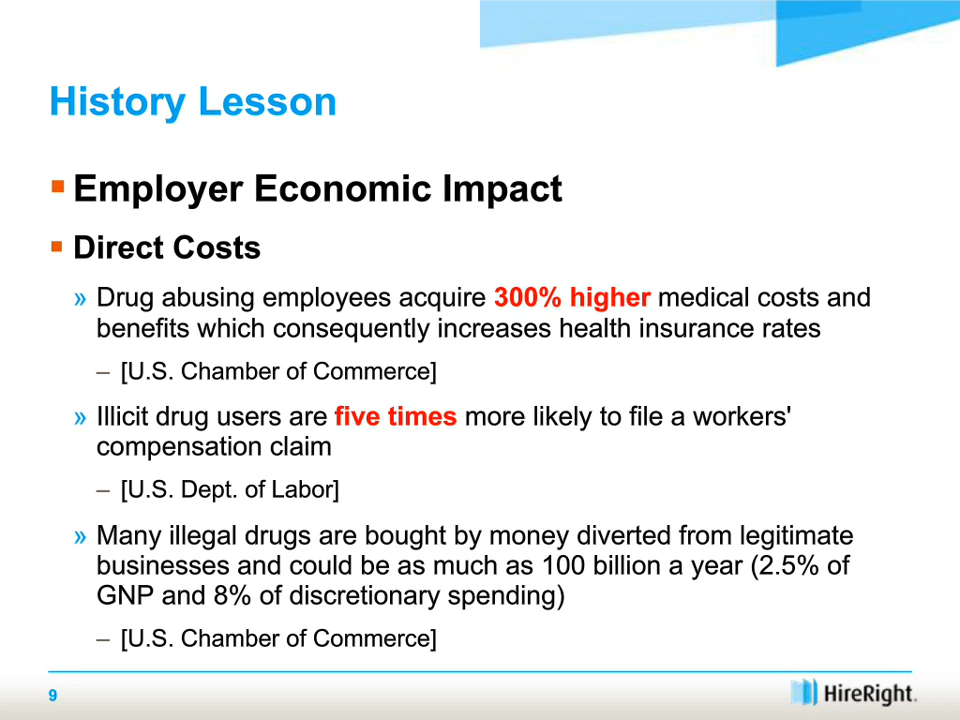 History Lesson
▪ Employer Economic Impact
▪ Direct Costs
» Drug abusing employees acquire 300% higher medical costs and
benefits which consequently increases health insurance rates
– [U.S. Chamber of Commerce]
» Illicit drug users are five times more likely to file a workers'
compensation claim
– [U.S. Dept. of Labor]
» Many illegal drugs are bought by money diverted from legitimate
businesses and could be as much as 100 billion a year (2.5% of
GNP and 8% of discretionary spending)
– [U.S. Chamber of Commerce]
9
HireRight.